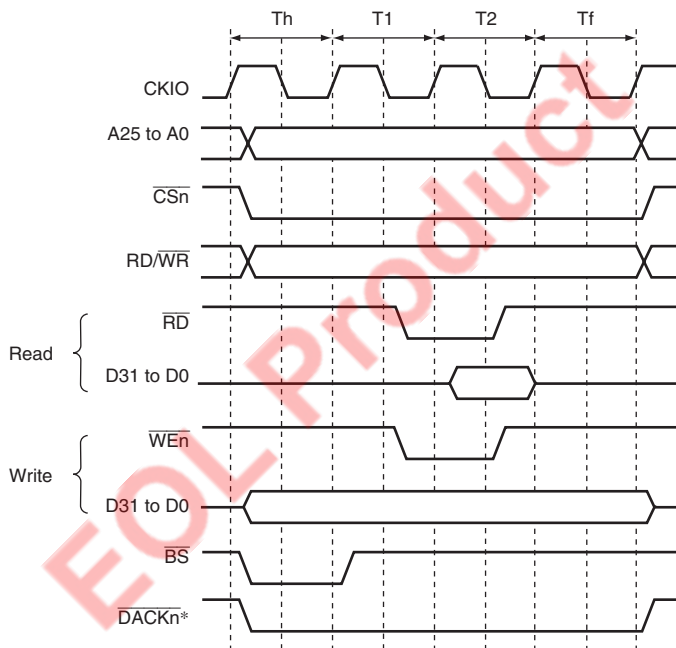 Th T1 T2 Tf
CKIO
A25 to A0
CSn
RD/WR
RD
Read
D31 to D0
WEn
Write
D31 to D0
BS
DACKn*
EOL Product